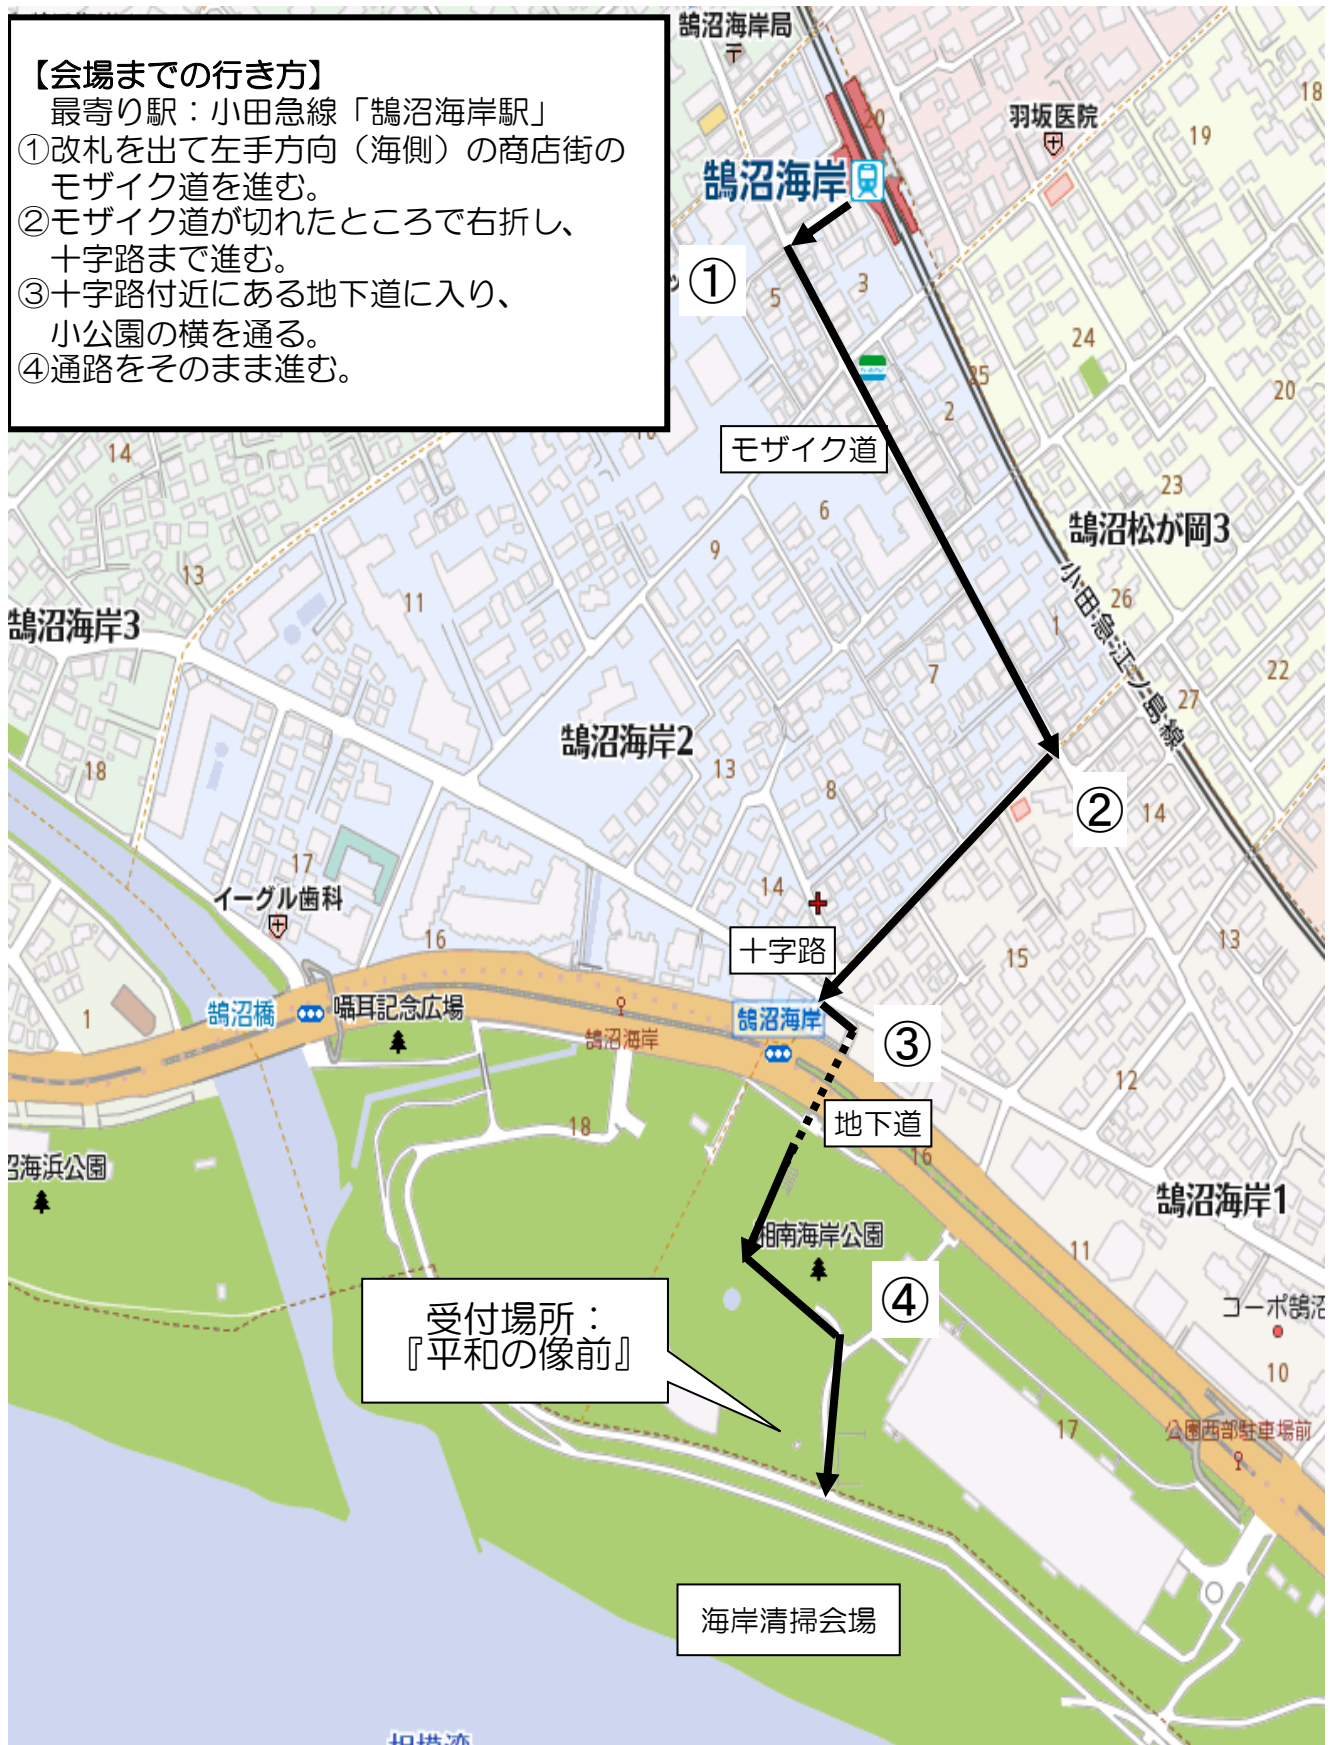 【会場までの行き方】
最寄り駅：小田急線「鵠沼海岸駅」
①改札を出て左手方向（海側）の商店街の
モザイク道を進む。
②モザイク道が切れたところで右折し、
十字路まで進む。
③十字路付近にある地下道に入り、
小公園の横を通る。
④通路をそのまま進む。
鵠沼海岸局
〒
20
羽坂医院
19
18
鵠沼海岸
①
5
3
24
25
20
2
モザイク道
14
6
23
鵠沼松が岡3
9
13
11
26
小田急江ノ島線
鵠沼海岸3
1
7
22
27
鵠沼海岸2
18
13
8
②
14
17
14
イーグル歯科
16
十字路
15
13
1
鵠沼橋
囁耳記念広場
鵠沼海岸
鵠沼海岸
③
12
18
地下道
16
沼海浜公園
鵠沼海岸1
湘南海岸公園
11
④
受付場所：
『平和の像前』
コーポ鵠沼
10
17
公園西部駐車場前
海岸清掃会場
相模湾